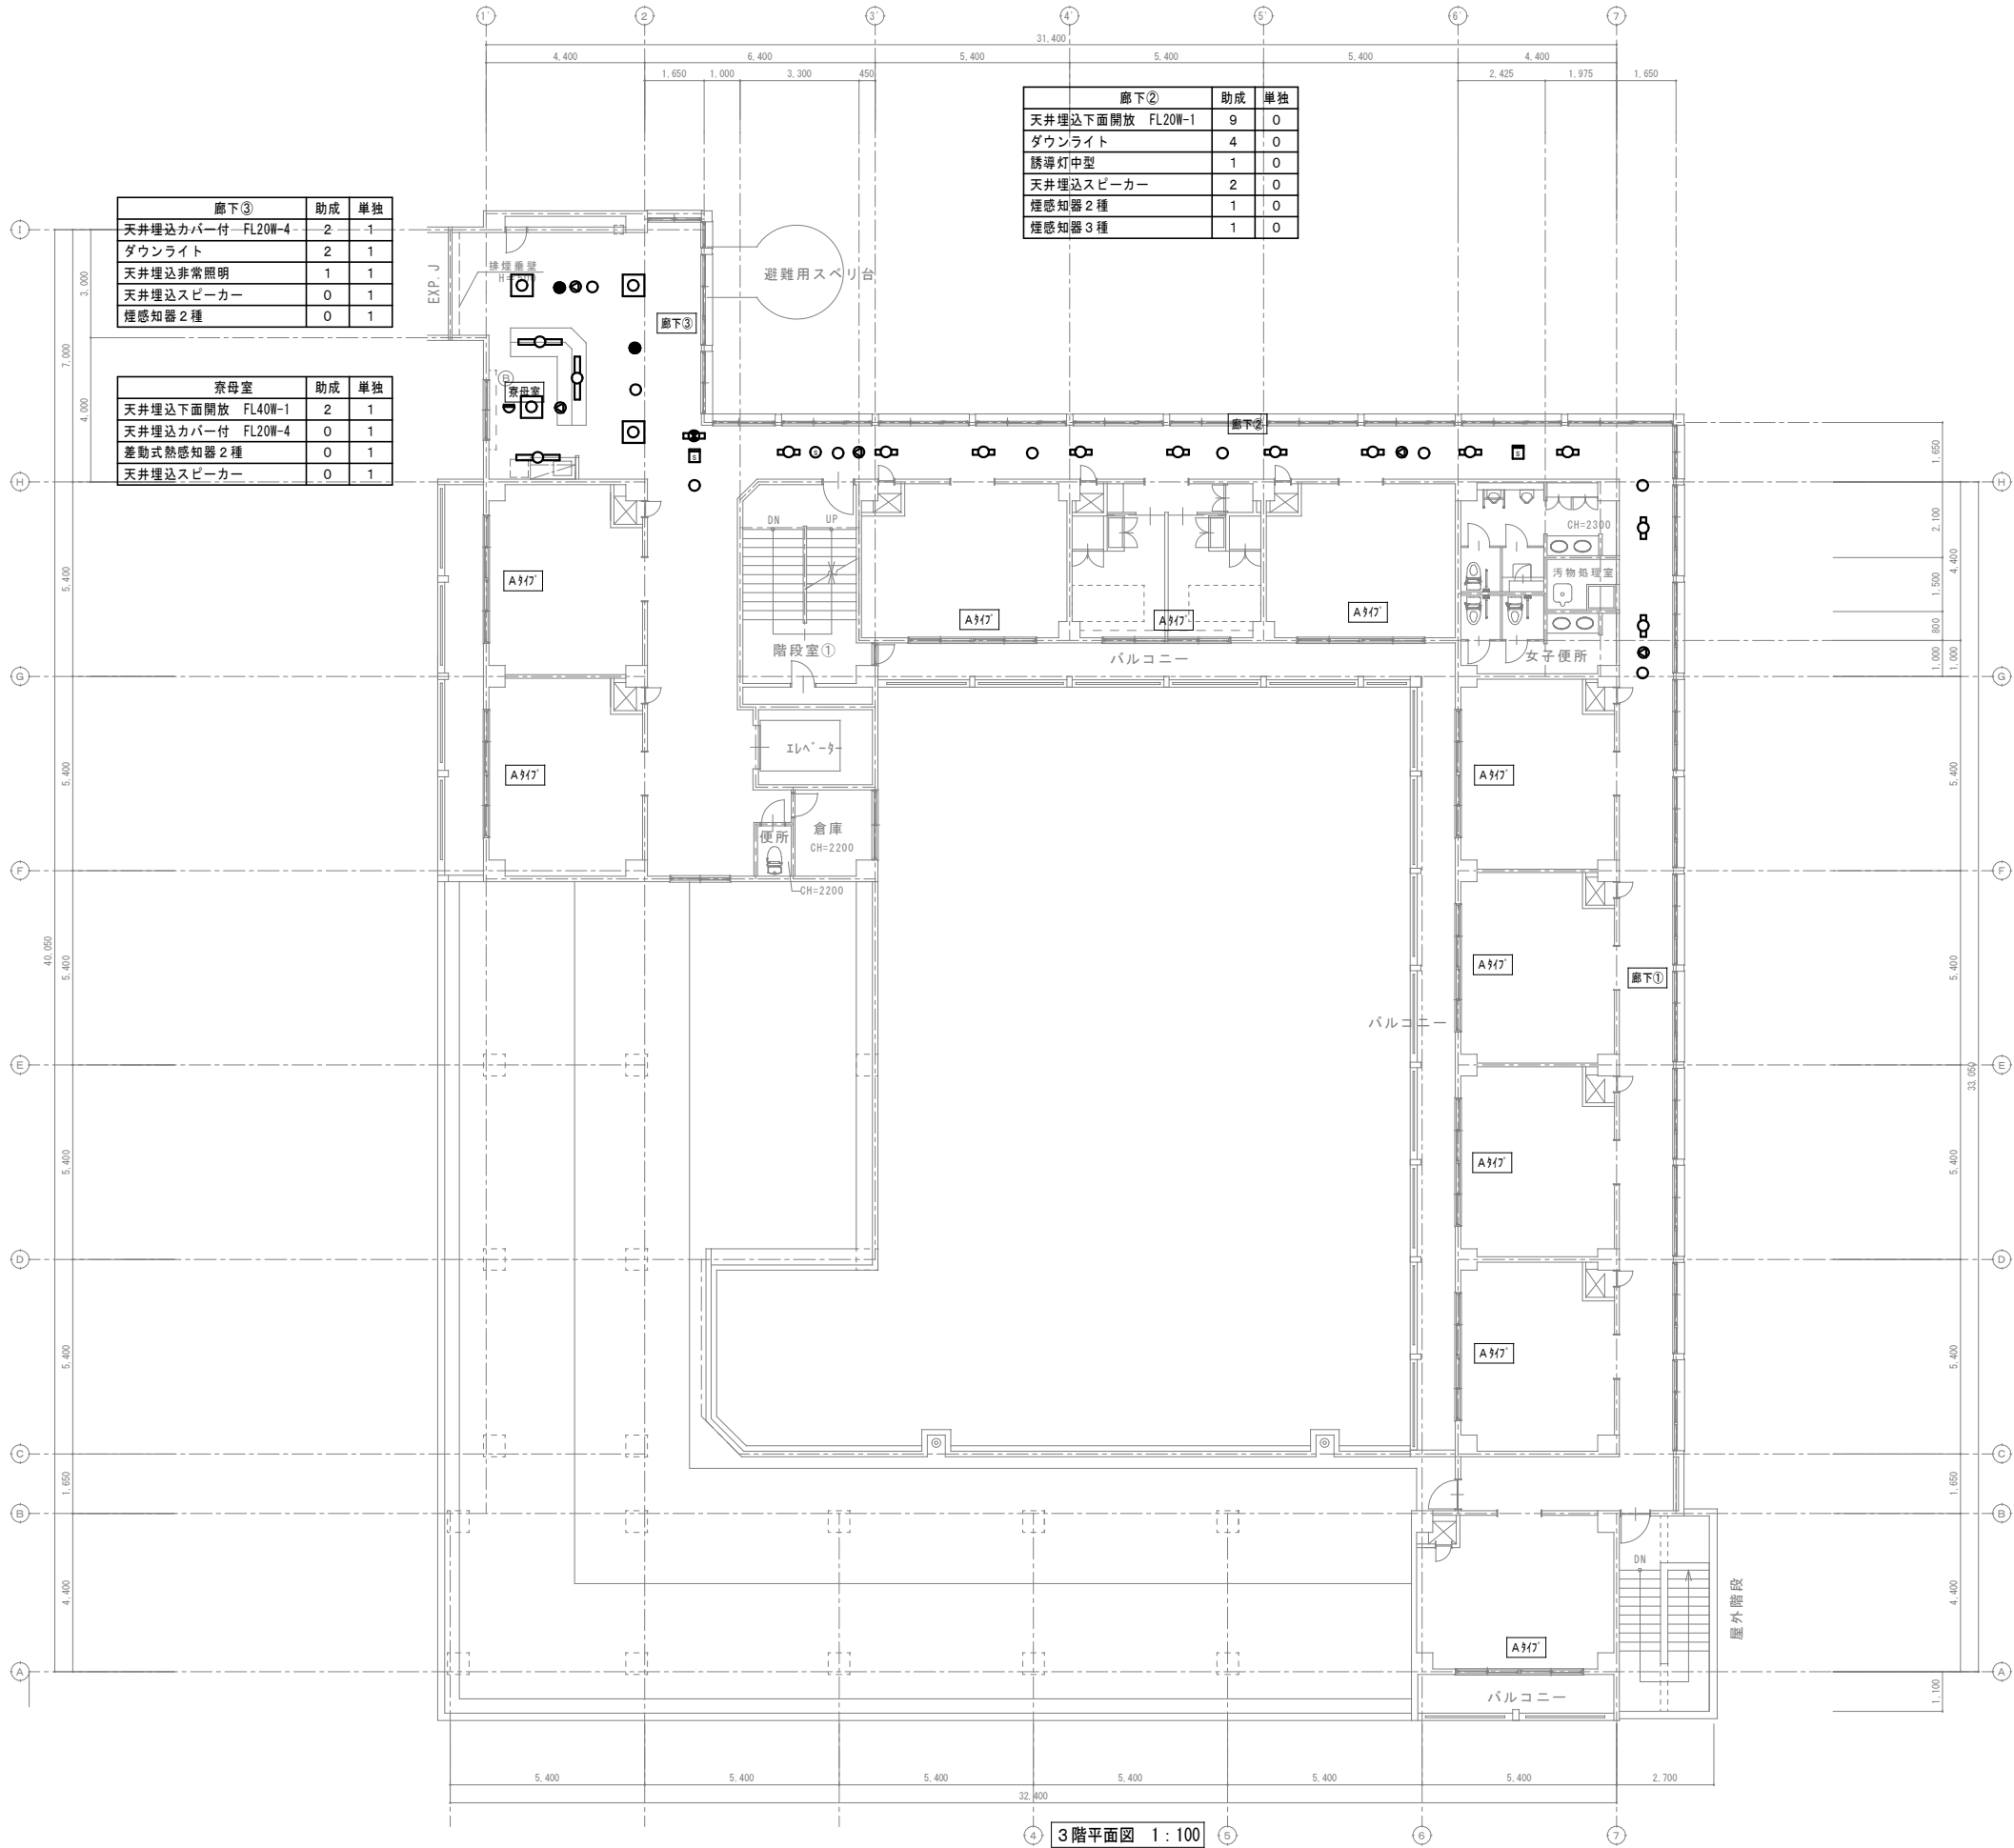 1' 2 3' 4' 5' 6' 7
31,400
4,400 6,400 5,400 5,400 5,400 4,400
1,650 1,000 3,300 450 2,425 1,975 1,650
廊下② 助成 単独
天井埋込下面開放 FL20W-1 9 0
ダウンライト 4 0
誘導灯中型 1 0
天井埋込スピーカー 2 0
煙感知器2種 1 0
煙感知器3種 1 0
廊下③ 助成 単独
天井埋込カバー付 FL20W-4 2 1
ダウンライト 2 1
天井埋込非常照明 1 1
天井埋込スピーカー 0 1
煙感知器2種 0 1
寮母室 助成 単独
天井埋込下面開放 FL40W-1 2 1
天井埋込カバー付 FL20W-4 0 1
差動式熱感知器2種 0 1
天井埋込スピーカー 0 1
I
H
G
F
E
D
C
B
A
3,000
7,000
4,000
5,400
5,400
40,050
5,400
5,400
5,400
1,650
4,400
EXP.J
排煙垂壁
避難用スベリ台
廊下③
B
寮母室
廊下②
S
S
S
DN UP
CH=2300
汚物処理室
Aタイプ
Aタイプ
Aタイプ
Aタイプ
階段室①
バルコニー
女子便所
エレベーター
Aタイプ
Aタイプ
便所
倉庫
CH=2200
CH=2200
Aタイプ
廊下①
バルコニー
Aタイプ
Aタイプ
DN
屋外階段
Aタイプ
バルコニー
H
G
F
E
D
C
B
A
1,650
2,100
4,400
1,500
800
1,000 1,000
5,400
5,400
33,050
5,400
5,400
1,650
4,400
1,100
5,400 5,400 5,400 5,400 5,400 5,400 2,700
32,400
4 5 6 7
3階平面図 1:100